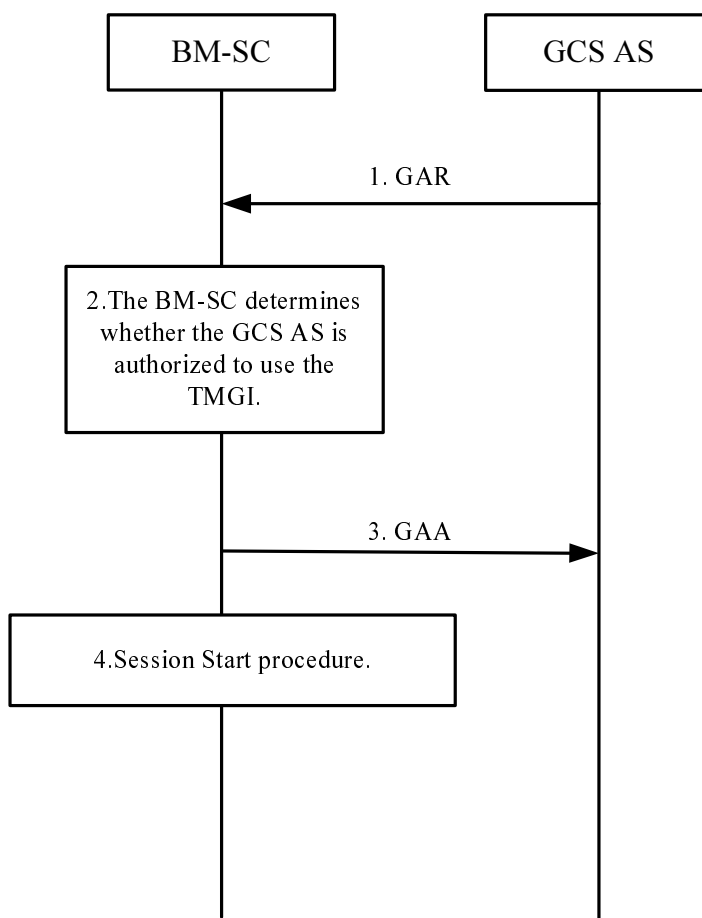 BM-SC
GCS AS
1. GAR
2.The BM-SC determines
whether the GCS AS is
authorized to use the
TMGI.
3. GAA
4.Session Start procedure.